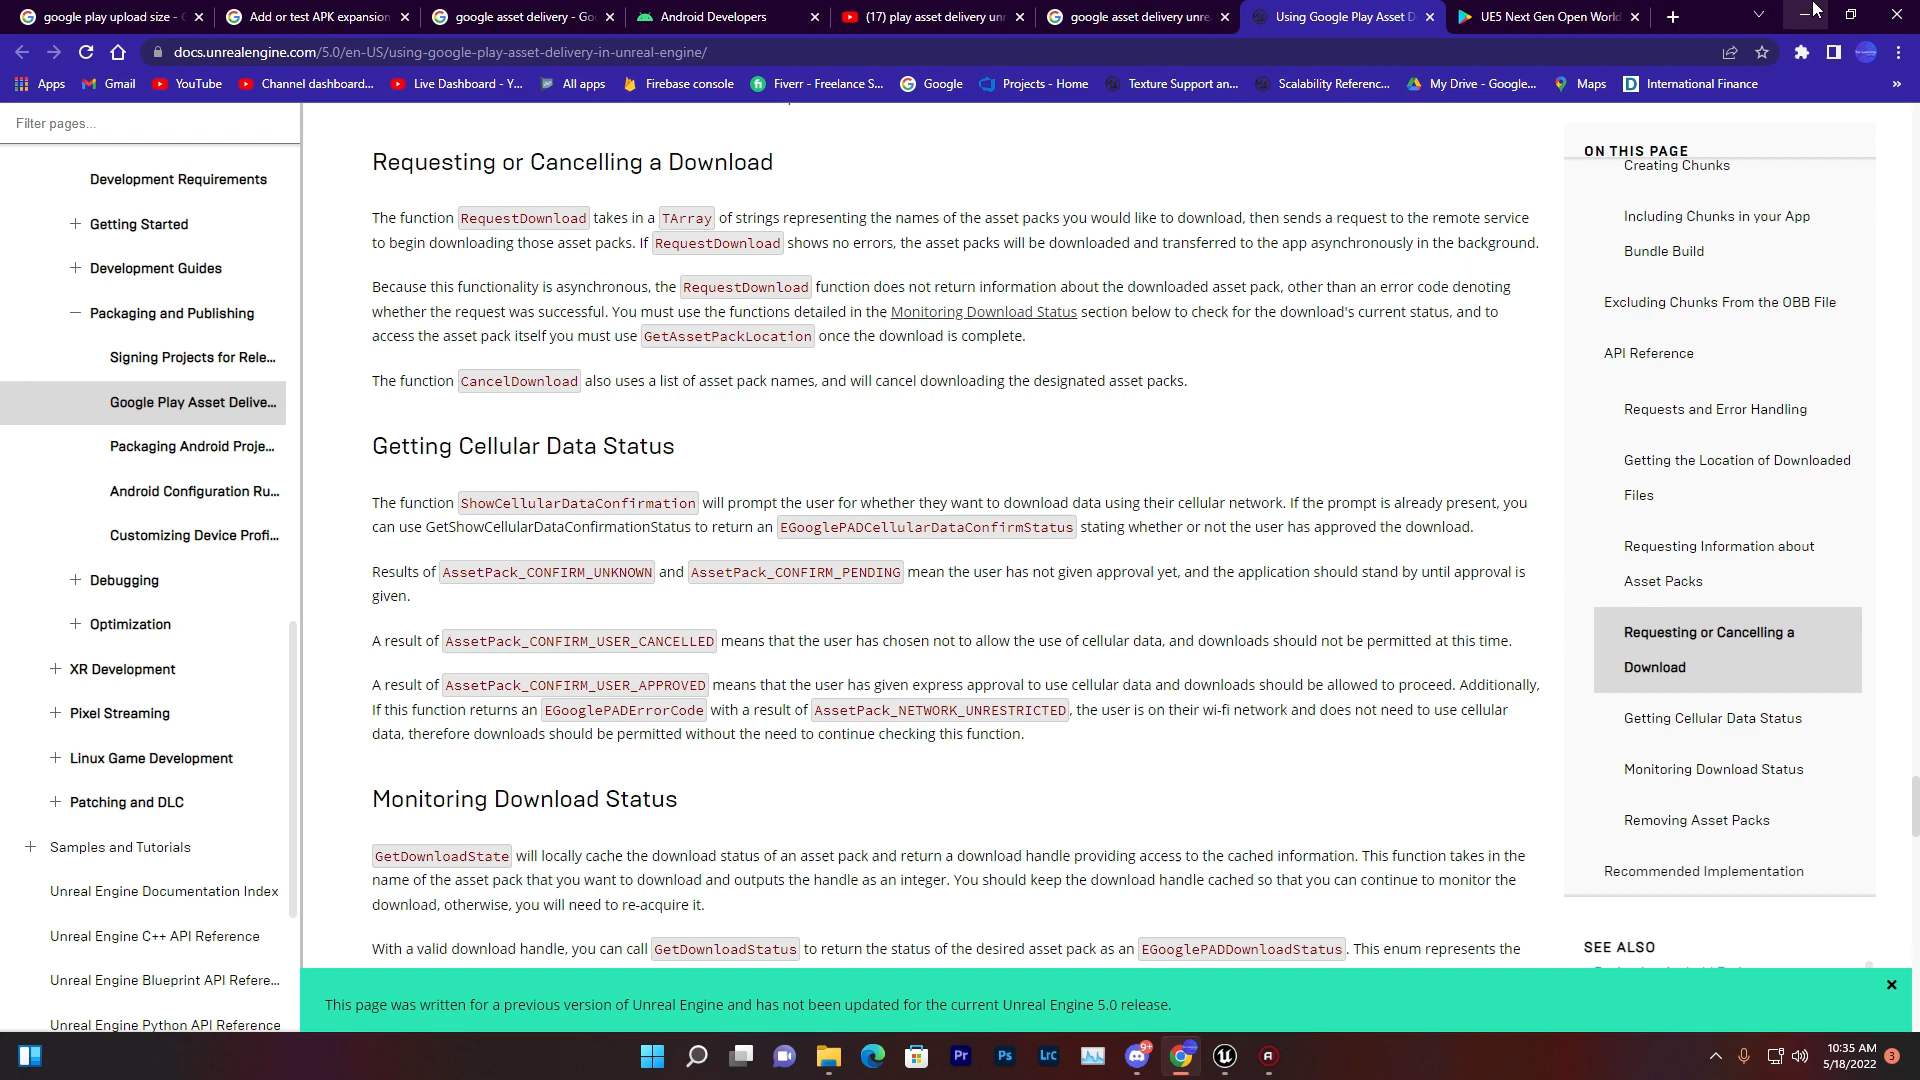 google play upload size -
Add or test APK expansion
google asset delivery - Go
Android Developers
(17) play asset delivery unr
google asset delivery unre
Using Google Play Asset D
UE5 Next Gen Open World
docs.unrealengine.com/5.0/en-US/using-google-play-asset-delivery-in-unreal-engine/
Apps
Gmail
YouTube
Channel dashboard...
Live Dashboard - Y...
All apps
Firebase console
Fiverr - Freelance S...
Google
Projects - Home
Texture Support an...
Scalability Referenc...
My Drive - Google...
Maps
International Finance
»
Filter pages...
Development Requirements
Getting Started
Development Guides
Packaging and Publishing
Signing Projects for Rele...
Google Play Asset Delive...
Packaging Android Proje...
Android Configuration Ru...
Customizing Device Profi...
Debugging
Optimization
XR Development
Pixel Streaming
Linux Game Development
Patching and DLC
Samples and Tutorials
Unreal Engine Documentation Index
Unreal Engine C++ API Reference
Unreal Engine Blueprint API Refere...
Unreal Engine Python API Reference
Requesting or Cancelling a Download
The function RequestDownload takes in a TArray of strings representing the names of the asset packs you would like to download, then sends a request to the remote service
to begin downloading those asset packs. If RequestDownload shows no errors, the asset packs will be downloaded and transferred to the app asynchronously in the background.
Because this functionality is asynchronous, the RequestDownload function does not return information about the downloaded asset pack, other than an error code denoting
whether the request was successful. You must use the functions detailed in the Monitoring Download Status section below to check for the download's current status, and to
access the asset pack itself you must use GetAssetPackLocation once the download is complete.
The function CancelDownload also uses a list of asset pack names, and will cancel downloading the designated asset packs.
Getting Cellular Data Status
The function ShowCellularDataConfirmation will prompt the user for whether they want to download data using their cellular network. If the prompt is already present, you
can use GetShowCellularDataConfirmationStatus to return an EGooglePADCellularDataConfirmStatus stating whether or not the user has approved the download.
Results of AssetPack_CONFIRM_UNKNOWN and AssetPack_CONFIRM_PENDING mean the user has not given approval yet, and the application should stand by until approval is
given.
A result of AssetPack_CONFIRM_USER_CANCELLED means that the user has chosen not to allow the use of cellular data, and downloads should not be permitted at this time.
A result of AssetPack_CONFIRM_USER_APPROVED means that the user has given express approval to use cellular data and downloads should be allowed to proceed. Additionally,
If this function returns an EGooglePADErrorCode with a result of AssetPack_NETWORK_UNRESTRICTED, the user is on their wi-fi network and does not need to use cellular
data, therefore downloads should be permitted without the need to continue checking this function.
Monitoring Download Status
GetDownloadState will locally cache the download status of an asset pack and return a download handle providing access to the cached information. This function takes in the
name of the asset pack that you want to download and outputs the handle as an integer. You should keep the download handle cached so that you can continue to monitor the
download, otherwise, you will need to re-acquire it.
With a valid download handle, you can call GetDownloadStatus to return the status of the desired asset pack as an EGooglePADDownloadStatus. This enum represents the
ON THIS PAGE
Creating Chunks
Including Chunks in your App
Bundle Build
Excluding Chunks From the OBB File
API Reference
Requests and Error Handling
Getting the Location of Downloaded
Files
Requesting Information about
Asset Packs
Requesting or Cancelling a
Download
Getting Cellular Data Status
Monitoring Download Status
Removing Asset Packs
Recommended Implementation
SEE ALSO
This page was written for a previous version of Unreal Engine and has not been updated for the current Unreal Engine 5.0 release.
Pr
Ps
Lrc
9+
10:35 AM
5/18/2022
3